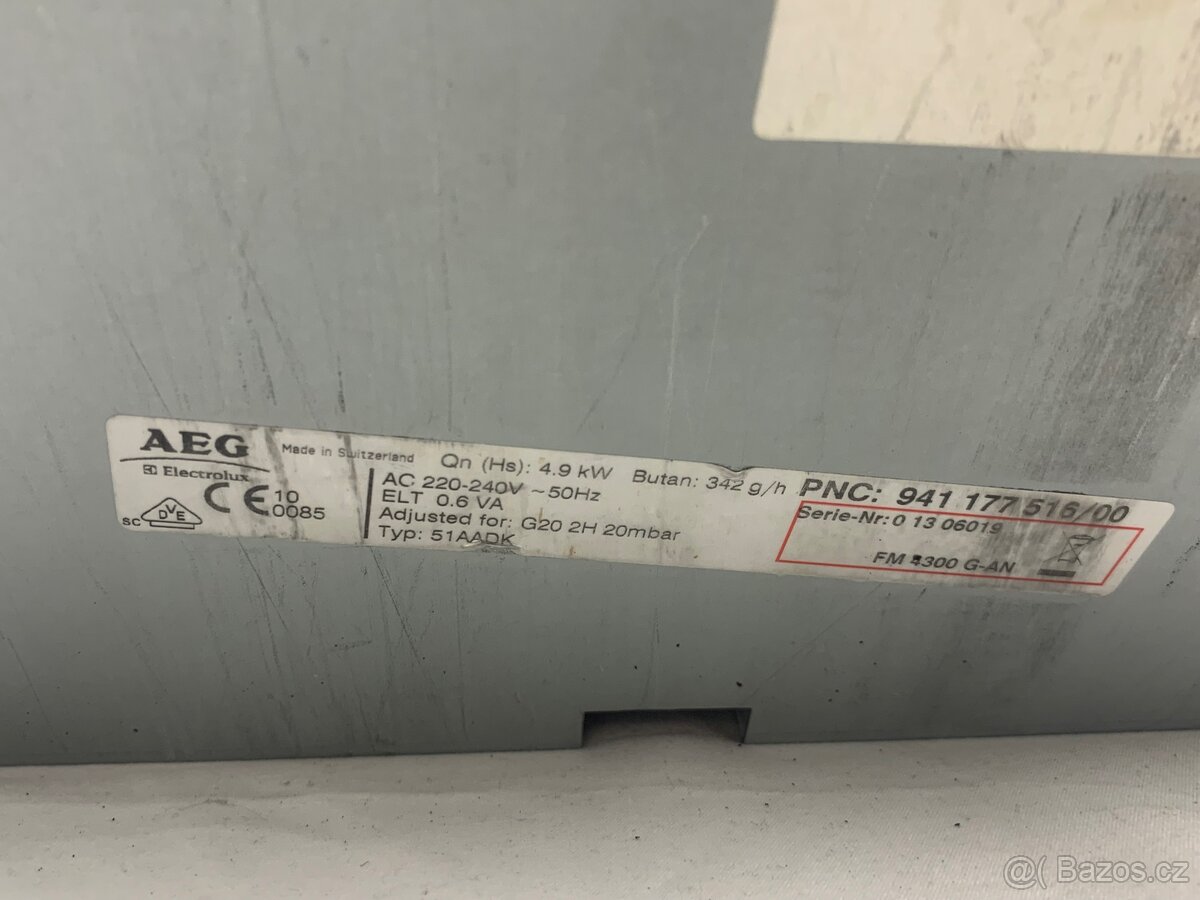 AEG
Electrolux
Made in Switzerland
Qn (Hs): 4.9 kW Butan: 342 g/h
CE 10
0085
SC DVE
AC 220-240V ~50Hz
ELT 0.6 VA
Adjusted for: G20 2H 20mbar
Typ: 51AADK
PNC: 941 177 516/00
Serie-Nr: 0 13 06019
FM 4300 G-AN
@( Bazos.cz